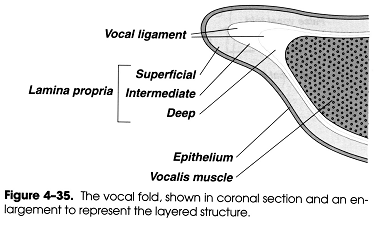 Vocal ligament
Superficial
Lamina propria
Intermediate
Deep
Epithelium
Vocalis muscle
Figure 4–35. The vocal fold, shown in coronal section and an en-
largement to represent the layered structure.